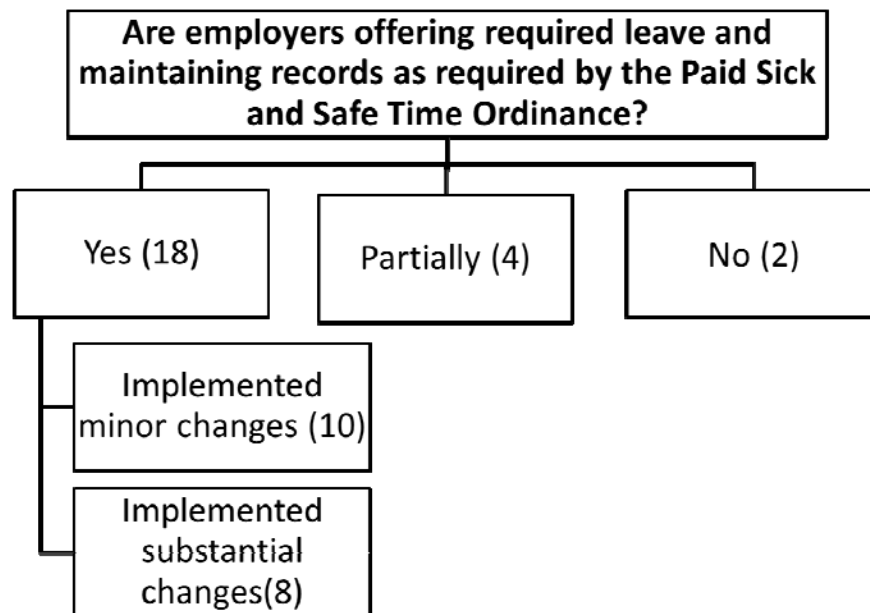 Are employers offering required leave and
maintaining records as required by the Paid Sick
and Safe Time Ordinance?
Yes (18)
Partially (4)
No (2)
Implemented
minor changes (10)
Implemented
substantial
changes(8)